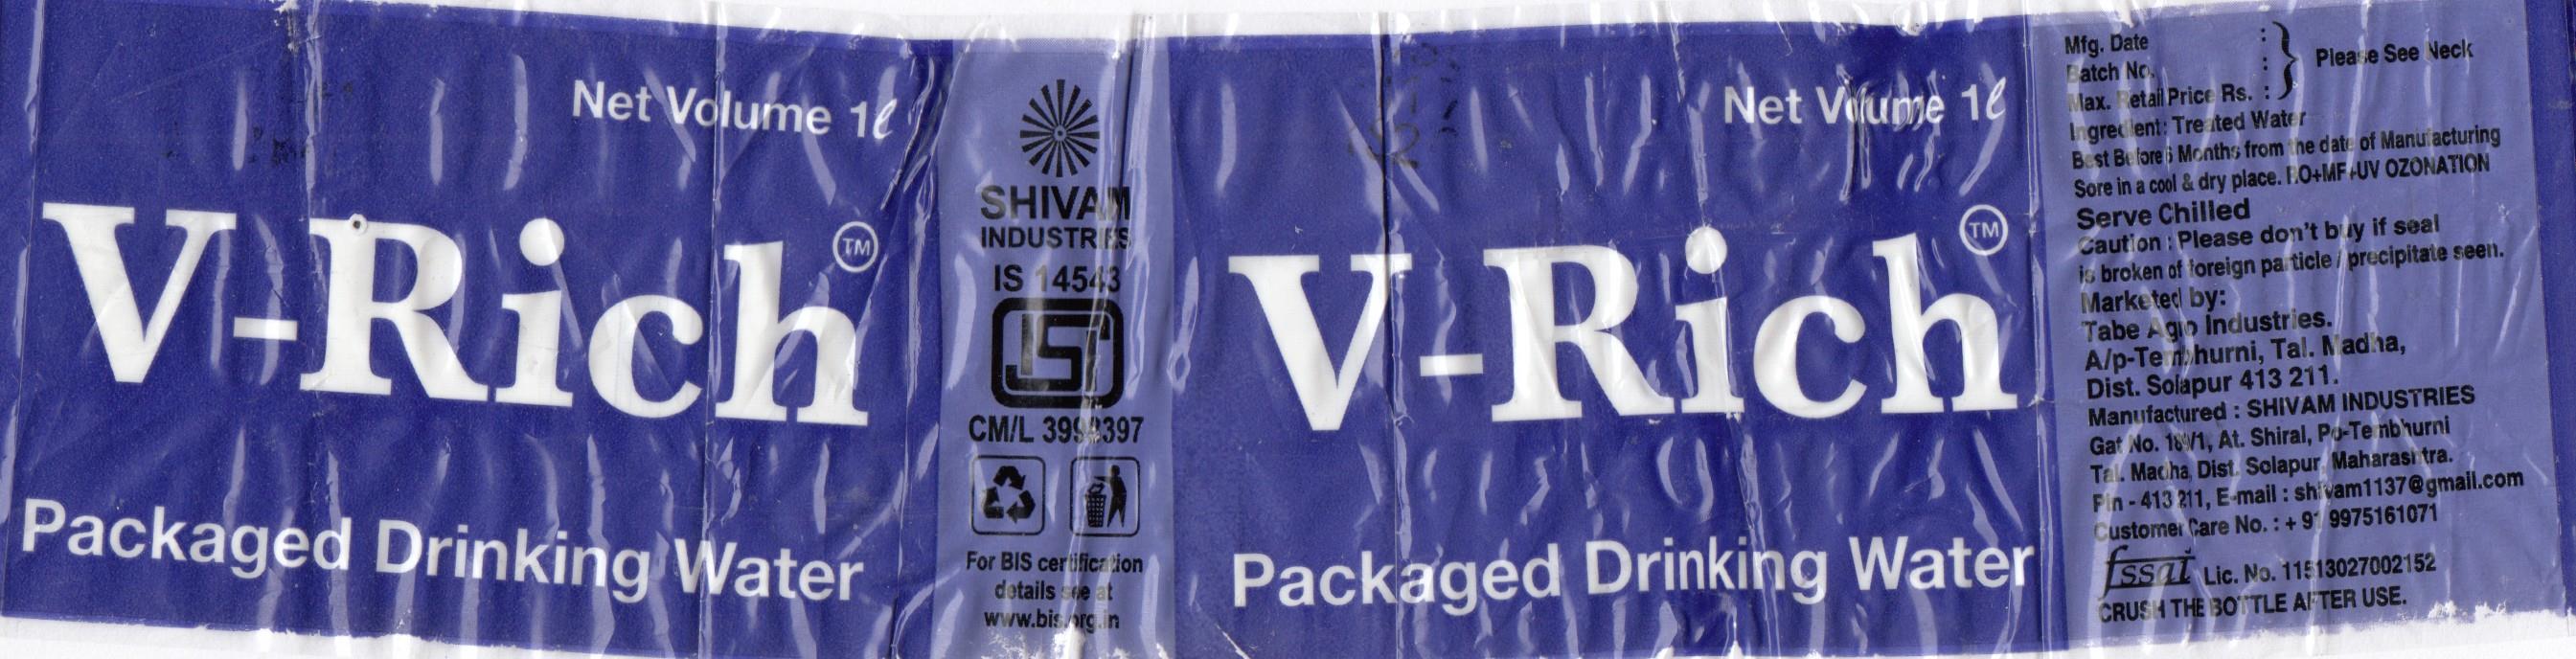 Net Volume 1ℓ
V-Rich TM
Packaged Drinking Water
SHIVAM
INDUSTRIES
IS 14543
ISI
CM/L
For BIS certification
details see at
www.bis.org.in
Net Volume 1ℓ
V-Rich TM
Packaged Drinking Water
Mfg. Date :
Batch No. : } Please See Neck
Max. Retail Price Rs. :
Ingredient : Treated Water
Best Before 6 Months from the date of Manufacturing
Sore in a cool & dry place. R.O+MF+UV OZONATION
Serve Chilled
Caution : Please don't buy if seal
is broken of foreign particle / precipitate seen.
Marketed by:
Tabe Agro Industries.
A/p-Tembhurni, Tal. Madha,
Dist. Solapur 413 211.
Manufactured : SHIVAM INDUSTRIES
Gat No. At. Shiral, Po-Tembhurni
Tal. Madha, Dist. Solapur, Maharashtra.
Pin - 413 211, E-mail : shivam1137@gmail.com
Customer Care No. : + 91 9975161071
fssai Lic. No. 11513027002152
CRUSH THE BOTTLE AFTER USE.